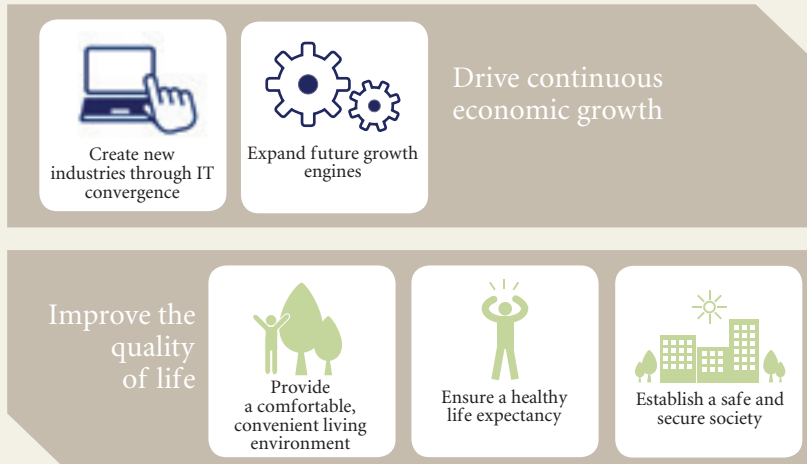 Create new
industries through IT
convergence
Expand future growth
engines
Drive continuous
economic growth
Improve the
quality
of life
Provide
a comfortable,
convenient living
environment
Ensure a healthy
life expectancy
Establish a safe and
secure society